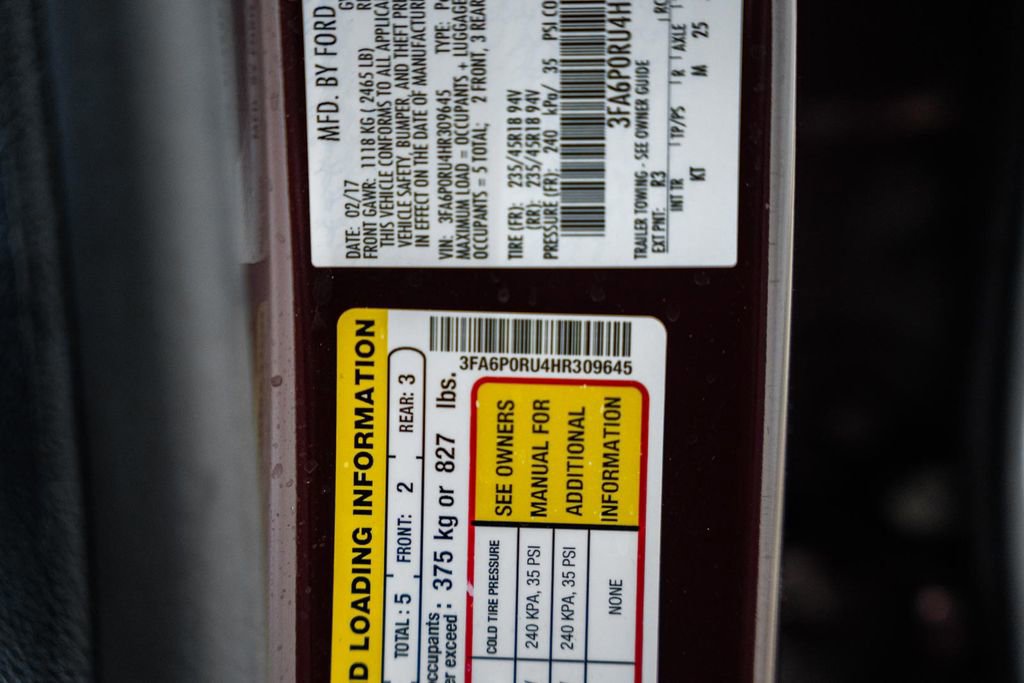 MFD. BY FORD
DATE: 02/17
FRONT GAWR: 1118 KG ( 2465 LB)
THIS VEHICLE CONFORMS TO ALL
VEHICLE SAFETY, BUMPER, AND THEFT
IN EFFECT ON THE DATE OF
VIN: 3FA6P0RU4HR309645 TYPE:
MAXIMUM LOAD = OCCUPANTS + LUGGAGE
OCCUPANTS = 5 TOTAL; 2 FRONT, 3 REAR
TIRE (FR): 235/45R18 94V
(RR): 235/45R18 94V
PRESSURE (FR): 240 kPa/ 35 PSI
3FA6P0RU4H
TRAILER TOWING - SEE OWNER GUIDE
EXT PNT: R3
INT TR TP/PS R AXLE
KT M 25
LOADING INFORMATION
TOTAL : 5 FRONT: 2 REAR: 3
375 kg or 827 lbs.
exceed :
3FA6P0RU4HR309645
COLD TIRE PRESSURE
240 KPA, 35 PSI
240 KPA, 35 PSI
NONE
SEE OWNERS
MANUAL FOR
ADDITIONAL
INFORMATION